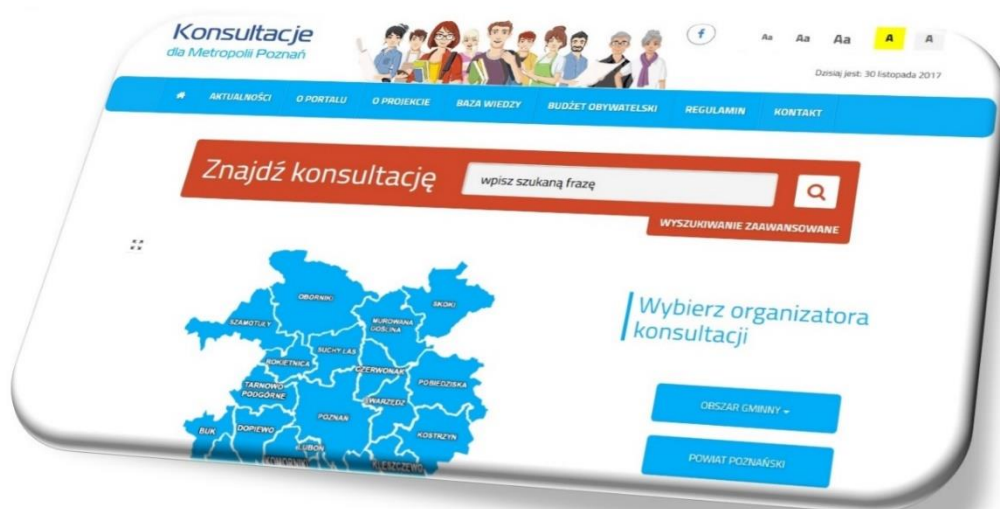 Konsultacje
dla Metropolii Poznań
f
Aa Aa Aa A A
Dzisiaj jest: 30 listopada 2017
AKTUALNOŚCI O PORTALU O PROJEKCIE BAZA WIEDZY BUDŻET OBYWATELSKI REGULAMIN KONTAKT
Znajdź konsultację
wpisz szukaną frazę
WYSZUKIWANIE ZAAWANSOWANE
OBORNIKI
SKOKI
SZAMOTUŁY
MUROWANA
GOŚLINA
SUCHY LAS
ROKIETNICA
CZERWONAK
POBIEDZISKA
TARNOWO
PODGÓRNE
SWARZĘDZ
POZNAŃ
BUK
DOPIEWO
KOSTRZYN
LUBOŃ
KOMORNIKI
KLESZCZEWO
Wybierz organizatora
konsultacji
OBSZAR GMINNY
POWIAT POZNAŃSKI